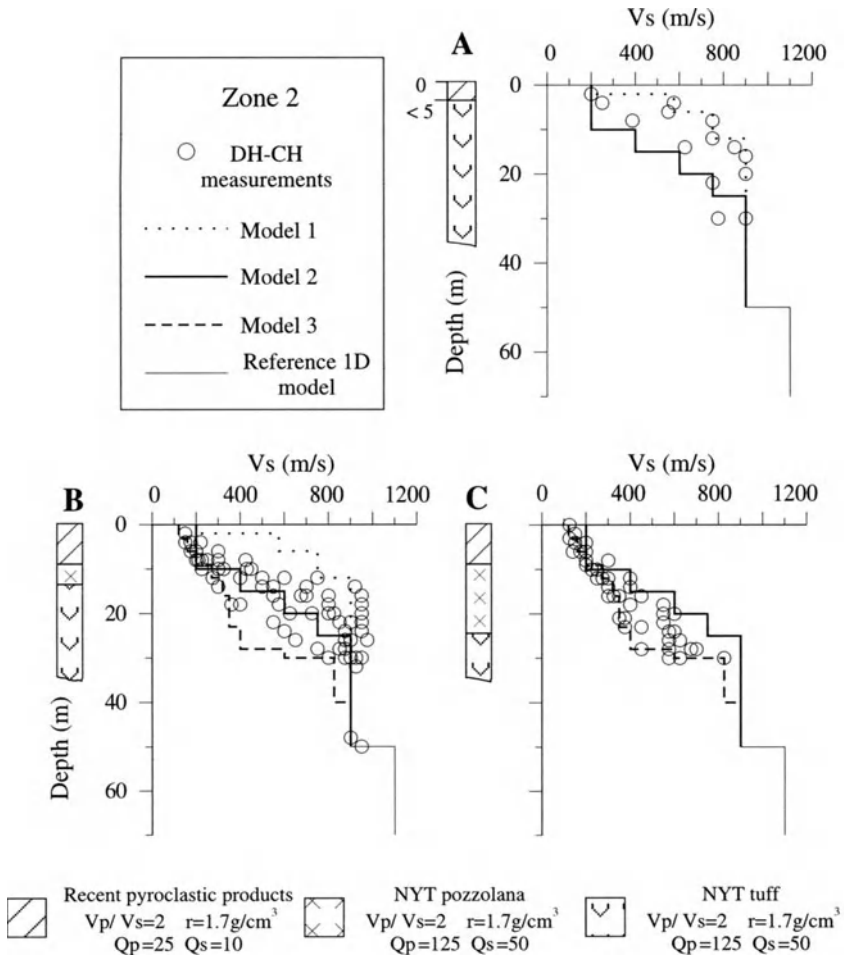 Zone 2
DH-CH
measurements
Model 1
Model 2
Model 3
Reference 1D
model
A
Vs (m/s)
0 400 800 1200
0
< 5
0
20
40
60
Depth (m)
B
Vs (m/s)
0 400 800 1200
0
20
40
60
Depth (m)
C
Vs (m/s)
0 400 800 1200
Recent pyroclastic products
Vp/ Vs=2 r=1.7g/cm³
Qp=25 Qs=10
NYT pozzolana
Vp/ Vs=2 r=1.7g/cm³
Qp=125 Qs=50
NYT tuff
Vp/ Vs=2 r=1.7g/cm³
Qp=125 Qs=50